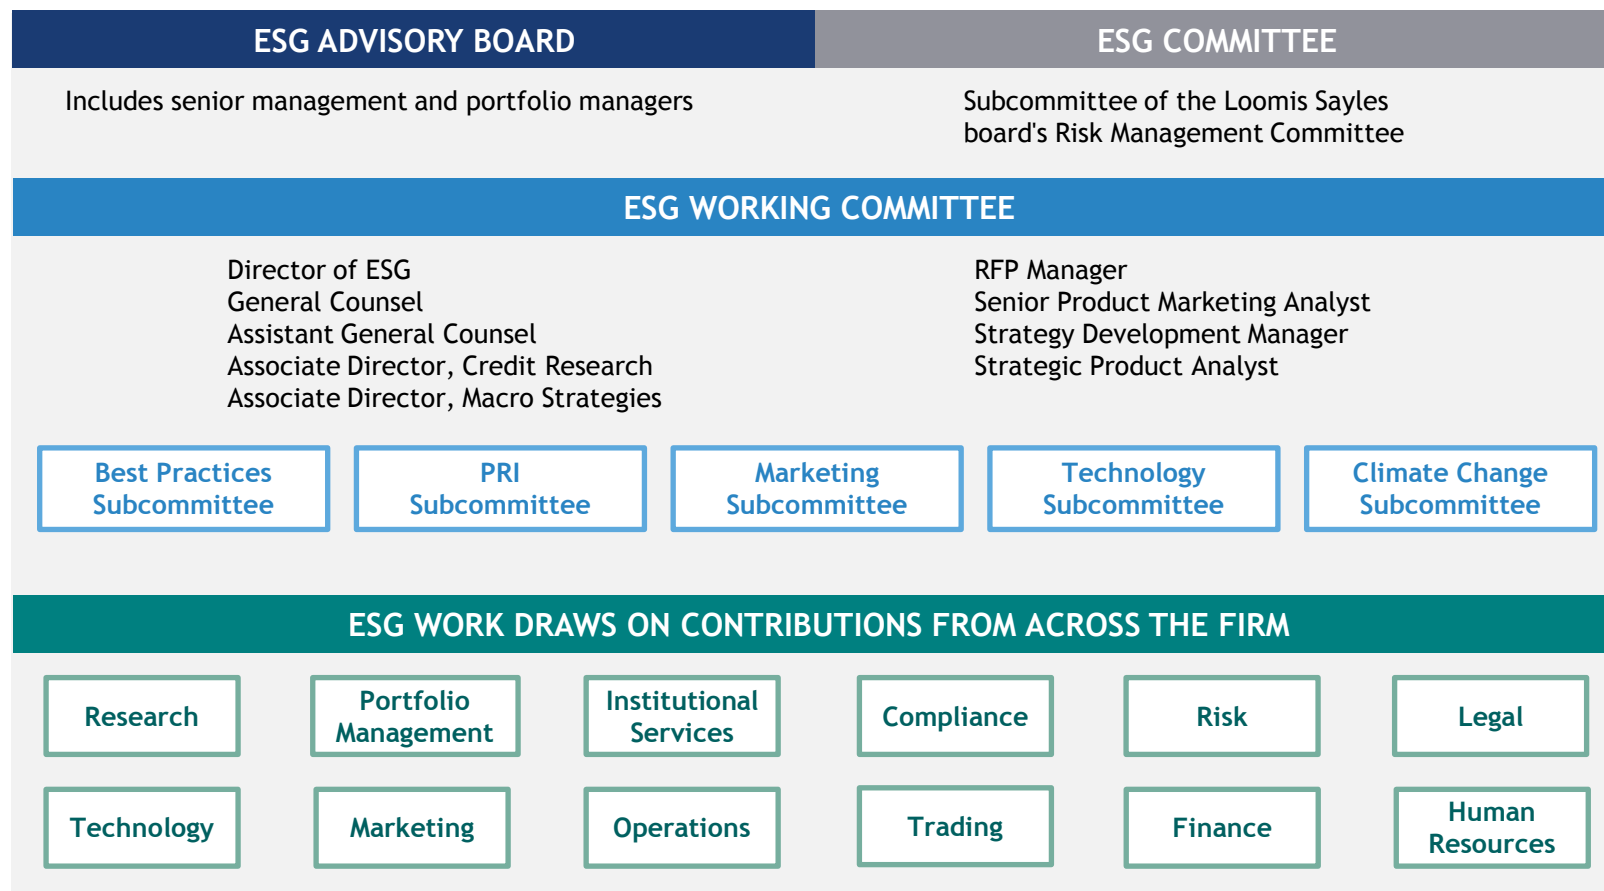 ESG ADVISORY BOARD
Includes senior management and portfolio managers
ESG COMMITTEE
Subcommittee of the Loomis Sayles
board's Risk Management Committee
ESG WORKING COMMITTEE
Director of ESG
General Counsel
Assistant General Counsel
Associate Director, Credit Research
Associate Director, Macro Strategies
RFP Manager
Senior Product Marketing Analyst
Strategy Development Manager
Strategic Product Analyst
Best Practices
Subcommittee
PRI
Subcommittee
Marketing
Subcommittee
Technology
Subcommittee
Climate Change
Subcommittee
ESG WORK DRAWS ON CONTRIBUTIONS FROM ACROSS THE FIRM
Research
Portfolio
Management
Institutional
Services
Compliance
Risk
Legal
Technology
Marketing
Operations
Trading
Finance
Human
Resources